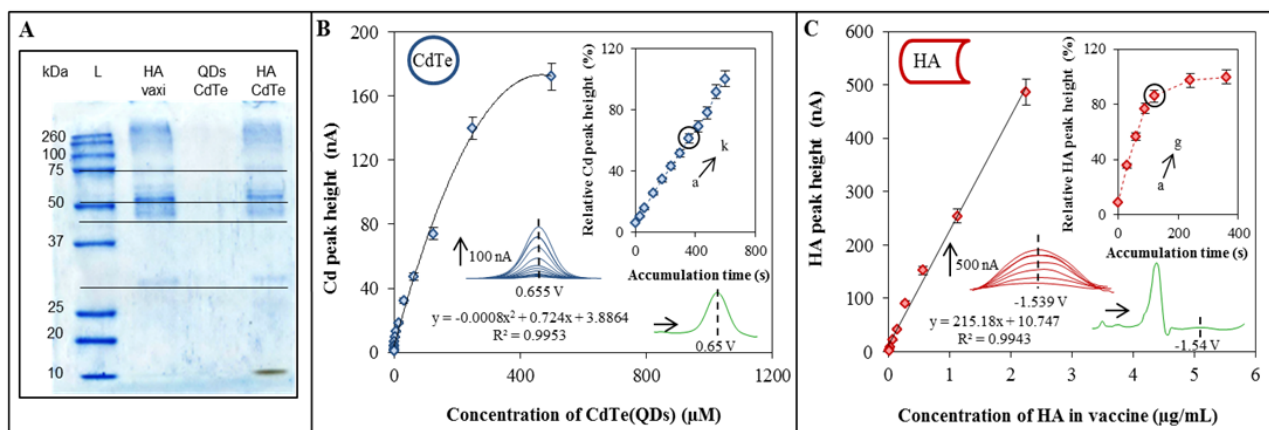 A
kDa L HA vaxi QDs CdTe HA CdTe
260
100
75
50
37
25
20
10
B
CdTe
Cd peak height (nA)
200
160
120
80
40
0
0 400 800 1200
Concentration of CdTe(QDs) (µM)
100 nA
0.655 V
y = -0.0008x² + 0.724x + 3.8864
R² = 0.9953
0.65 V
Relative Cd peak height (%)
120
80
40
0
0 400 800
Accumulation time (s)
a
k
C
HA
HA peak height (nA)
600
500
400
300
200
100
0
0 1 2 3 4 5 6
Concentration of HA in vaccine (µg/mL)
500 nA
-1.539 V
y = 215.18x + 10.747
R² = 0.9943
-1.54 V
Relative HA peak height (%)
120
80
40
0
0 200 400
Accumulation time (s)
a
g